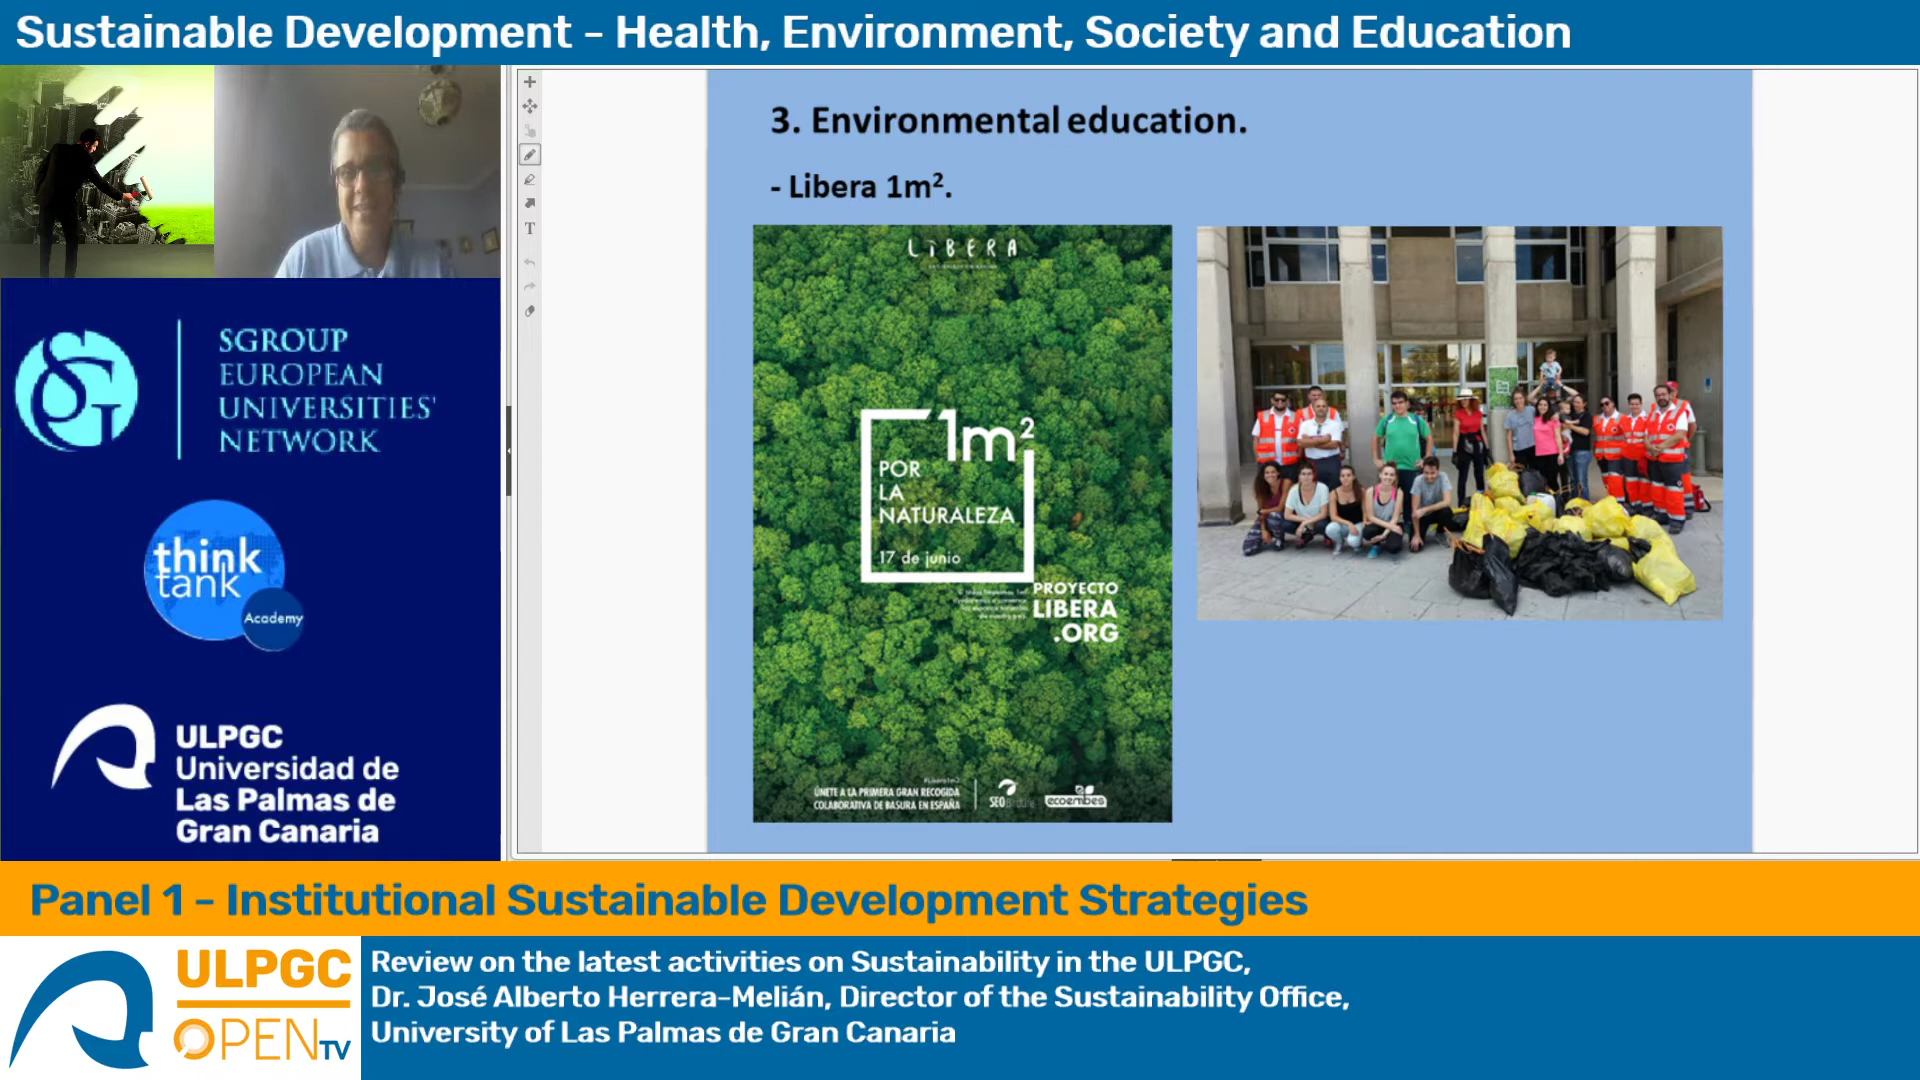 Sustainable Development - Health, Environment, Society and Education
SGROUP
EUROPEAN
UNIVERSITIES'
NETWORK
think
tank
Academy
ULPGC
Universidad de
Las Palmas de
Gran Canaria
T
3. Environmental education.
- Libera 1m².
LIBERA
1m²
POR
LA
NATURALEZA
17 de junio
PROYECTO
LIBERA
.ORG
ÚNETE A LA PRIMERA GRAN RECOGIDA
COLABORATIVA DE BASURA EN ESPAÑA
SEO
ecoembes
Panel 1 - Institutional Sustainable Development Strategies
ULPGC
OPEN TV
Review on the latest activities on Sustainability in the ULPGC,
Dr. José Alberto Herrera-Melián, Director of the Sustainability Office,
University of Las Palmas de Gran Canaria